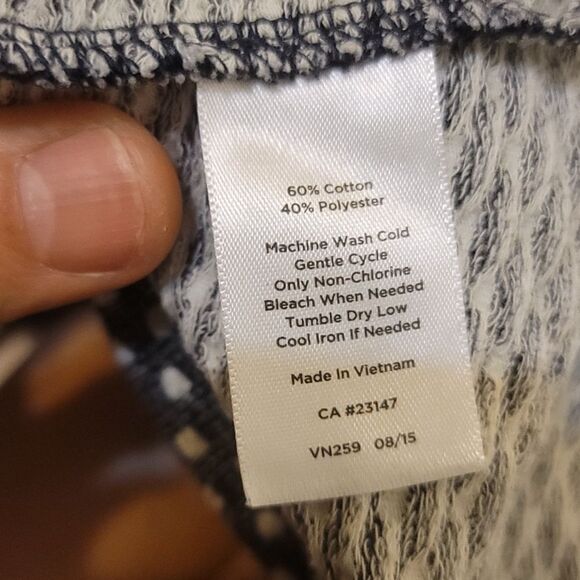 60% Cotton
40% Polyester
Machine Wash Cold
Gentle Cycle
Only Non-Chlorine
Bleach When Needed
Tumble Dry Low
Cool Iron If Needed
Made In Vietnam
CA #23147
VN259 08/15